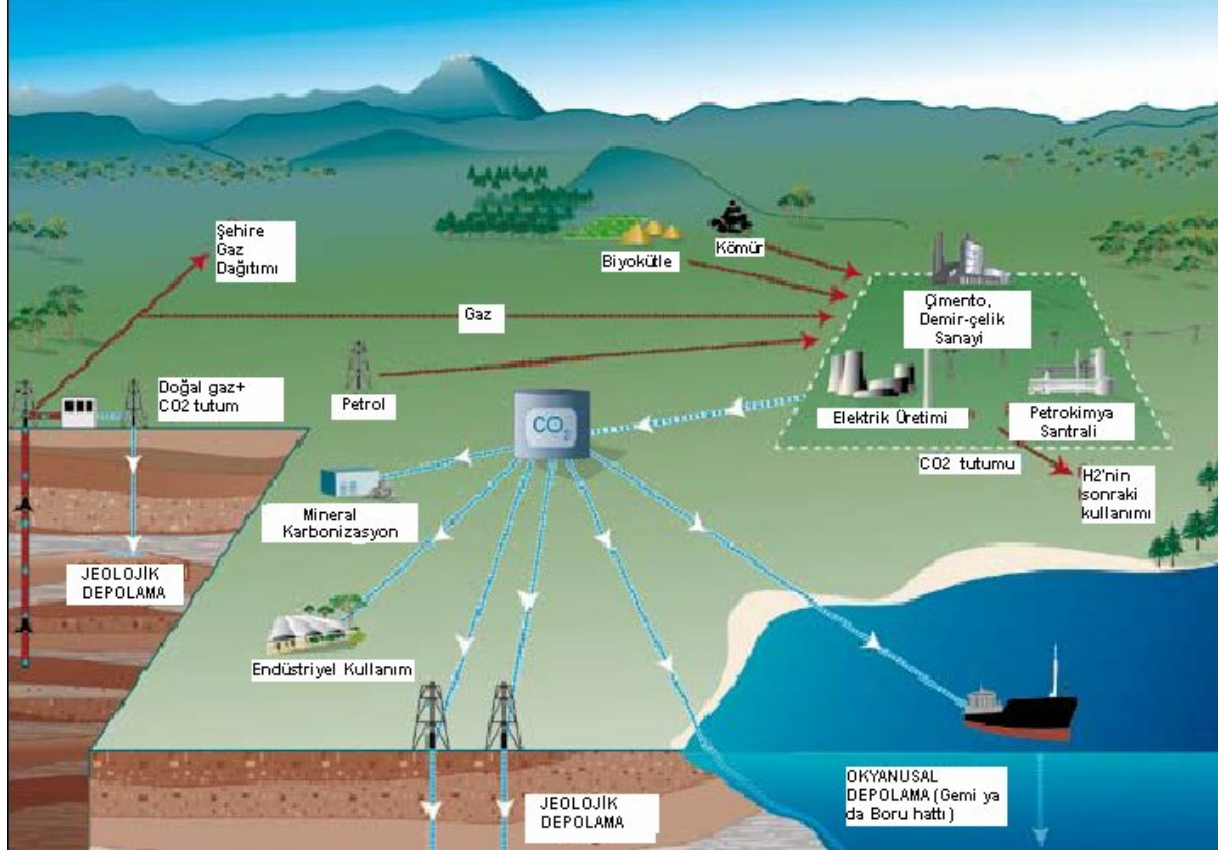 Şehire
Gaz
Dağıtımı
Biyokütle
Kömür
Çimento,
Demir-çelik
Sanayi
Gaz
Doğal gaz+
CO2 tutum
Petrol
CO2
Elektrik Üretimi
Petrokimya
Santrali
CO2 tutumu
H2'nin
sonraki
kullanımı
Mineral
Karbonizasyon
JEOLOJİK
DEPOLAMA
Endüstriyel Kullanım
JEOLOJİK
DEPOLAMA
OKYANUSAL
DEPOLAMA (Gemi ya
da Boru hattı)